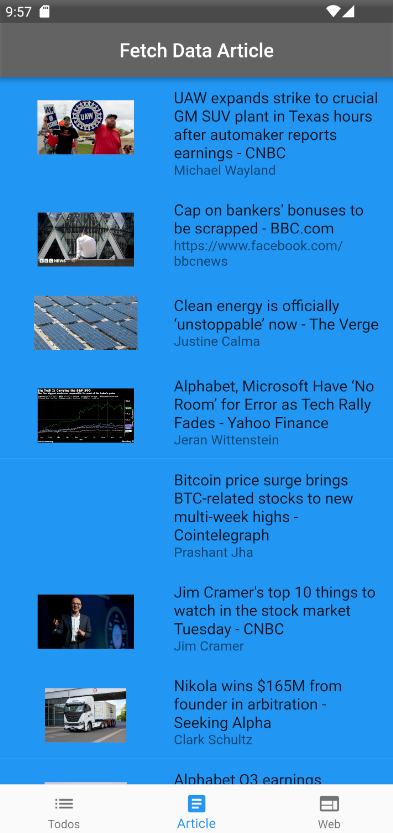 9:57
Fetch Data Article
UAW expands strike to crucial
GM SUV plant in Texas hours
after automaker reports
earnings - CNBC
Michael Wayland
UAW
Cap on bankers' bonuses to
be scrapped - BBC.com
https://www.facebook.com/
bbcnews
BBC NEWS
Clean energy is officially
‘unstoppable’ now - The Verge
Justine Calma
Alphabet, Microsoft Have ‘No
Room’ for Error as Tech Rally
Fades - Yahoo Finance
Jeran Wittenstein
Bitcoin price surge brings
BTC-related stocks to new
multi-week highs -
Cointelegraph
Prashant Jha
Jim Cramer's top 10 things to
watch in the stock market
Tuesday - CNBC
Jim Cramer
Nikola wins $165M from
founder in arbitration -
Seeking Alpha
Clark Schultz
Alphabet Q3 earnings
Todos
Article
Web